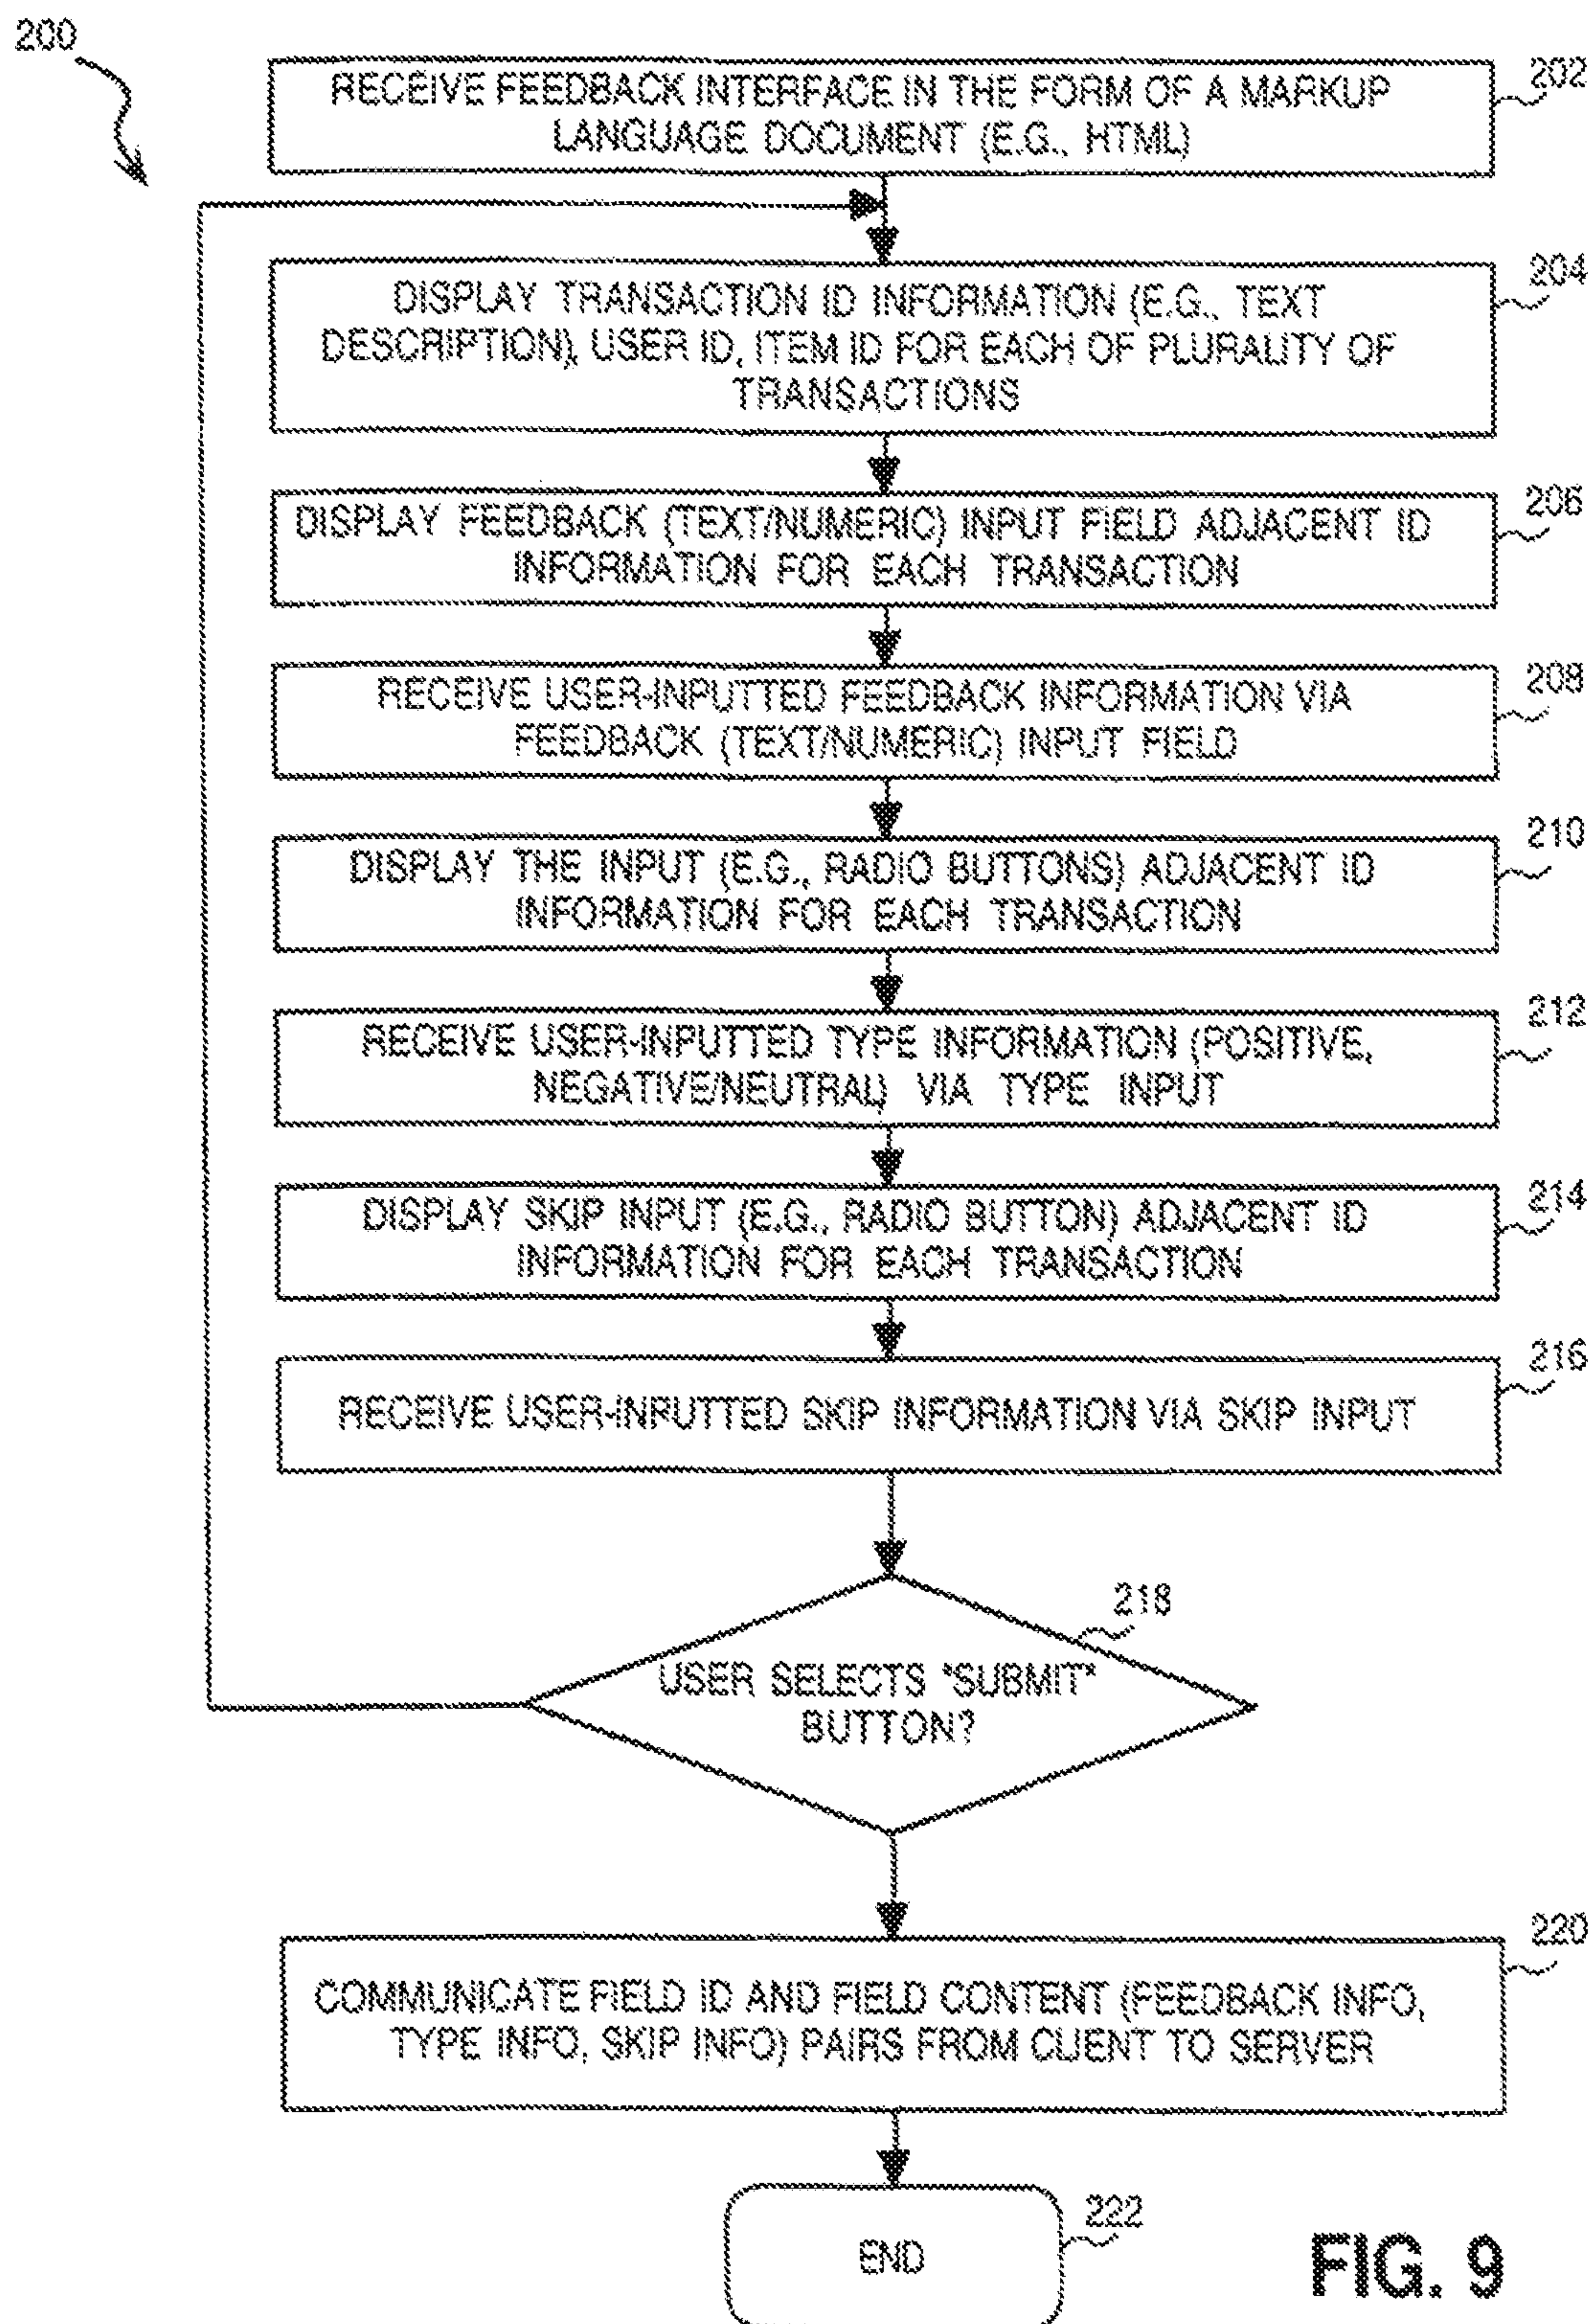 200
RECEIVE FEEDBACK INTERFACE IN THE FORM OF A MARKUP
LANGUAGE DOCUMENT (E.G., HTML)
202
DISPLAY TRANSACTION ID INFORMATION (E.G., TEXT
DESCRIPTION), USER ID, ITEM ID FOR EACH OF PLURALITY OF
TRANSACTIONS
204
DISPLAY FEEDBACK (TEXT/NUMERIC) INPUT FIELD ADJACENT ID
INFORMATION FOR EACH TRANSACTION
206
RECEIVE USER-INPUTTED FEEDBACK INFORMATION VIA
FEEDBACK (TEXT/NUMERIC) INPUT FIELD
208
DISPLAY THE INPUT (E.G., RADIO BUTTONS) ADJACENT ID
INFORMATION FOR EACH TRANSACTION
210
RECEIVE USER-INPUTTED TYPE INFORMATION (POSITIVE,
NEGATIVE/NEUTRAL) VIA TYPE INPUT
212
DISPLAY SKIP INPUT (E.G., RADIO BUTTON) ADJACENT ID
INFORMATION FOR EACH TRANSACTION
214
RECEIVE USER-INPUTTED SKIP INFORMATION VIA SKIP INPUT
216
USER SELECTS "SUBMIT"
BUTTON?
218
COMMUNICATE FIELD ID AND FIELD CONTENT (FEEDBACK INFO,
TYPE INFO, SKIP INFO) PAIRS FROM CLIENT TO SERVER
220
END
222
FIG. 9